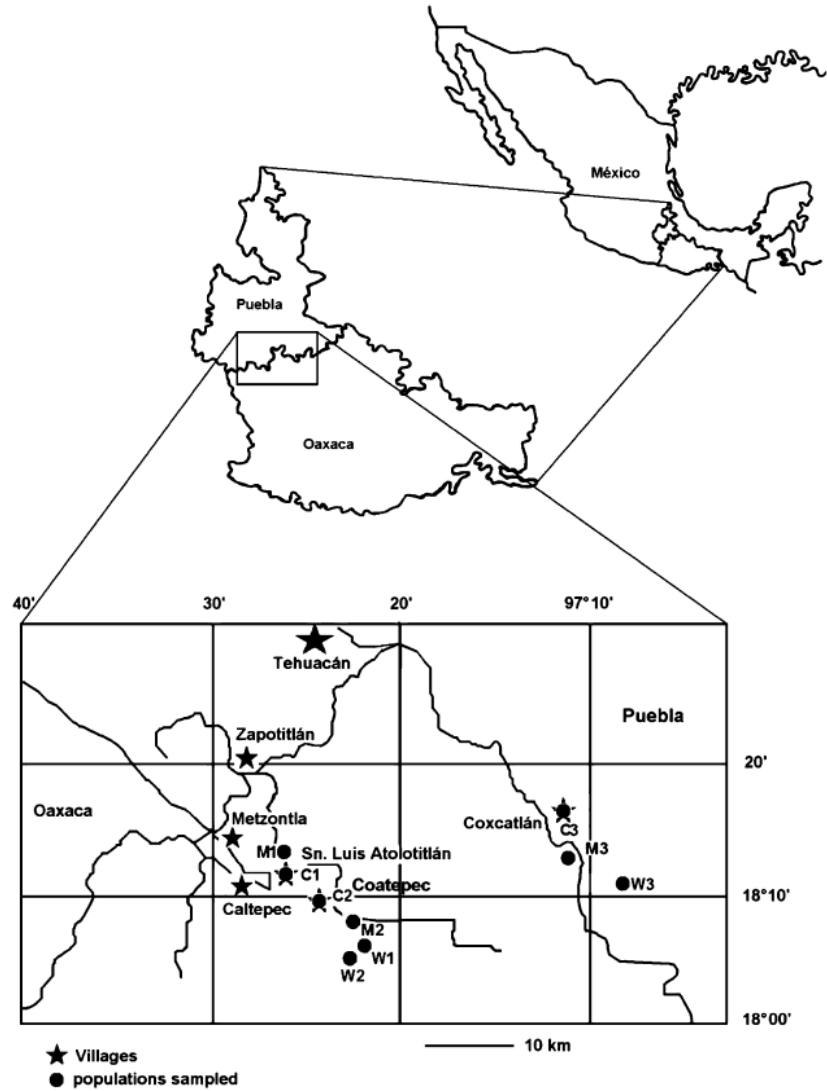 México
Puebla
Oaxaca
40' 30' 20' 97°10'
Tehuacán
Puebla
Zapotitlán
20'
Oaxaca
Metzontla
Coxcatlán
C3
M1
Sn. Luis Atolotitlán
M3
C1
Coatepec
W3
C2
18°10'
Caltepec
M2
W1
W2
18°00'
Villages
10 km
populations sampled